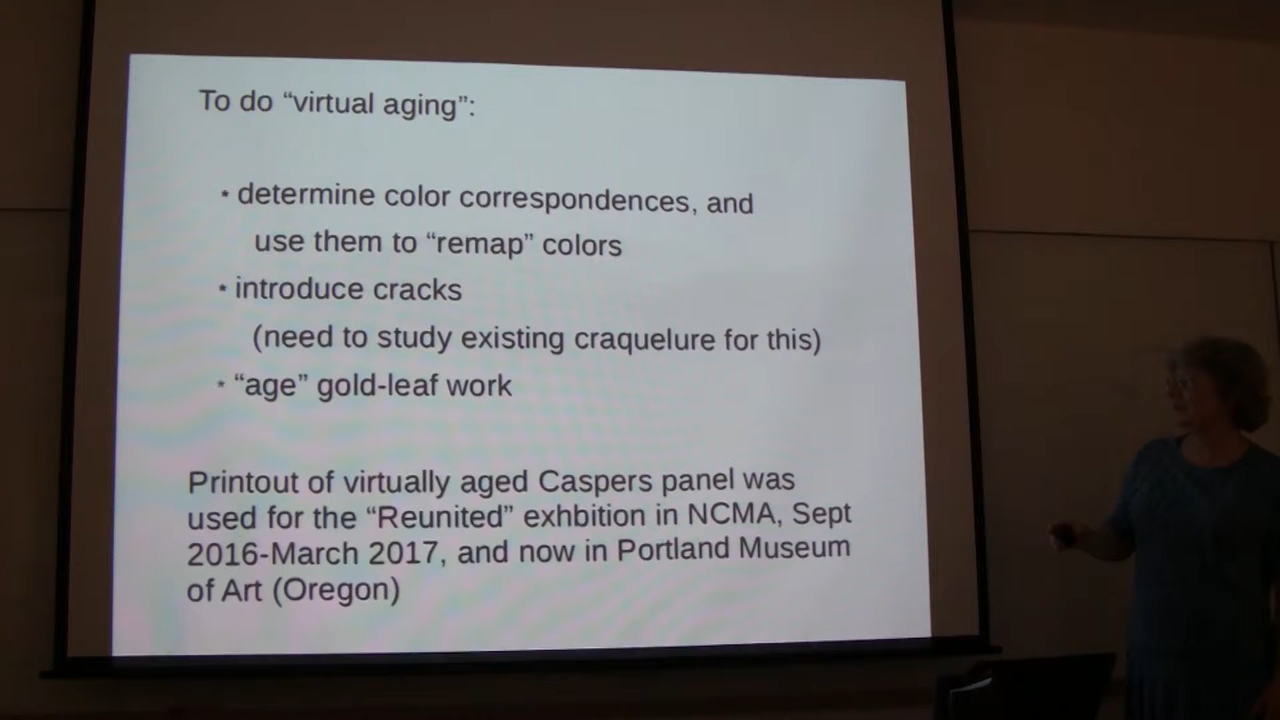 To do “virtual aging”:
* determine color correspondences, and
use them to “remap” colors
* introduce cracks
(need to study existing craquelure for this)
* “age” gold-leaf work
Printout of virtually aged Caspers panel was
used for the “Reunited” exhbition in NCMA, Sept
2016-March 2017, and now in Portland Museum
of Art (Oregon)